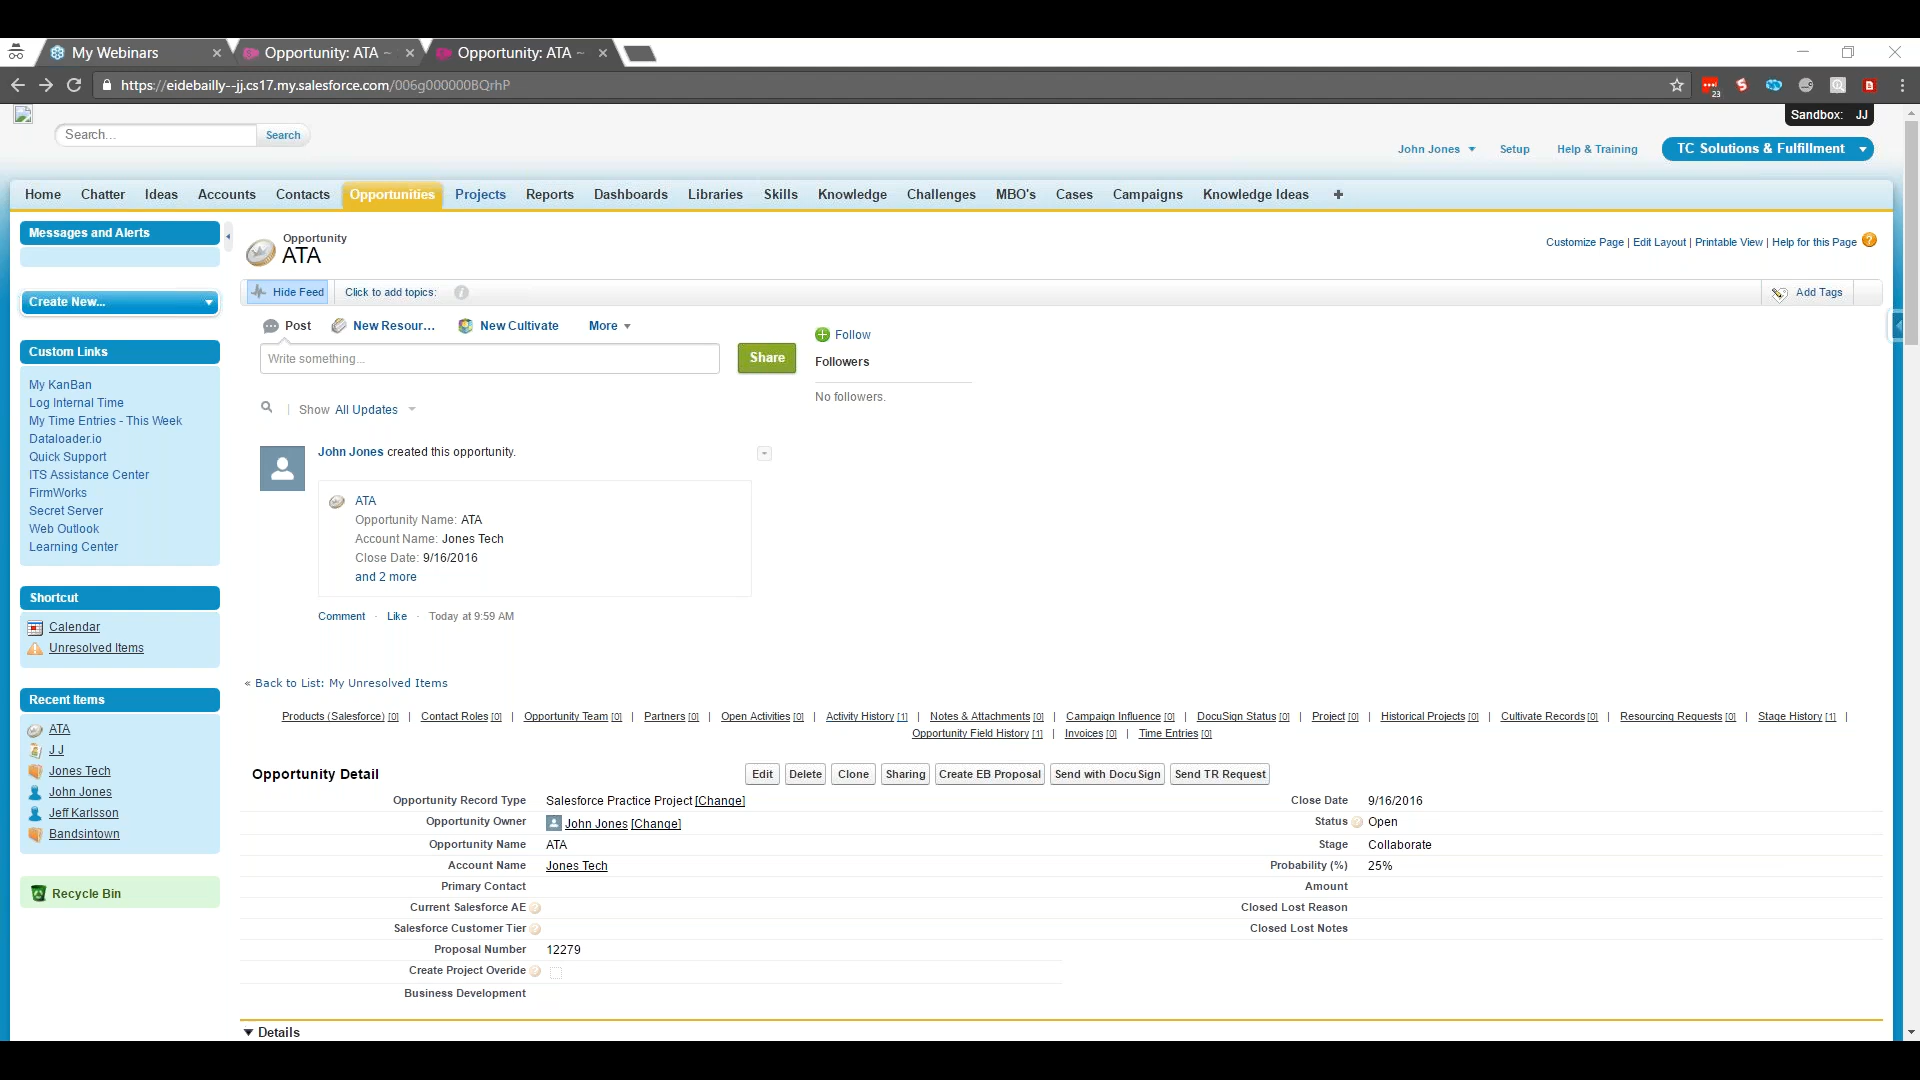 My Webinars
Opportunity: ATA ~
Opportunity: ATA ~
https://eidebailly--jj.cs17.my.salesforce.com/006g000000BQrhP
23
Sandbox: JJ
Search...
Search
John Jones
Setup
Help & Training
TC Solutions & Fulfillment
Home
Chatter
Ideas
Accounts
Contacts
Opportunities
Projects
Reports
Dashboards
Libraries
Skills
Knowledge
Challenges
MBO's
Cases
Campaigns
Knowledge Ideas
Messages and Alerts
Create New...
Custom Links
My KanBan
Log Internal Time
My Time Entries - This Week
Dataloader.io
Quick Support
ITS Assistance Center
FirmWorks
Secret Server
Web Outlook
Learning Center
Shortcut
Calendar
Unresolved Items
Recent Items
ATA
J J
Jones Tech
John Jones
Jeff Karlsson
Bandsintown
Recycle Bin
Opportunity
ATA
Customize Page | Edit Layout | Printable View | Help for this Page
Hide Feed
Click to add topics:
Add Tags
Post
New Resour...
New Cultivate
More
Write something...
Share
Follow
Followers
No followers.
Show All Updates
John Jones created this opportunity.
ATA
Opportunity Name: ATA
Account Name: Jones Tech
Close Date: 9/16/2016
and 2 more
Comment · Like · Today at 9:59 AM
« Back to List: My Unresolved Items
Products (Salesforce) [0] | Contact Roles [0] | Opportunity Team [0] | Partners [0] | Open Activities [0] | Activity History [1] | Notes & Attachments [0] | Campaign Influence [0] | DocuSign Status [0] | Project [0] | Historical Projects [0] | Cultivate Records [0] | Resourcing Requests [0] | Stage History [1] |
Opportunity Field History [1] | Invoices [0] | Time Entries [0]
Opportunity Detail
Edit
Delete
Clone
Sharing
Create EB Proposal
Send with DocuSign
Send TR Request
Opportunity Record Type Salesforce Practice Project [Change]
Close Date 9/16/2016
Opportunity Owner John Jones [Change]
Status Open
Opportunity Name ATA
Stage Collaborate
Account Name Jones Tech
Probability (%) 25%
Primary Contact
Amount
Current Salesforce AE
Closed Lost Reason
Salesforce Customer Tier
Closed Lost Notes
Proposal Number 12279
Create Project Overide
Business Development
Details